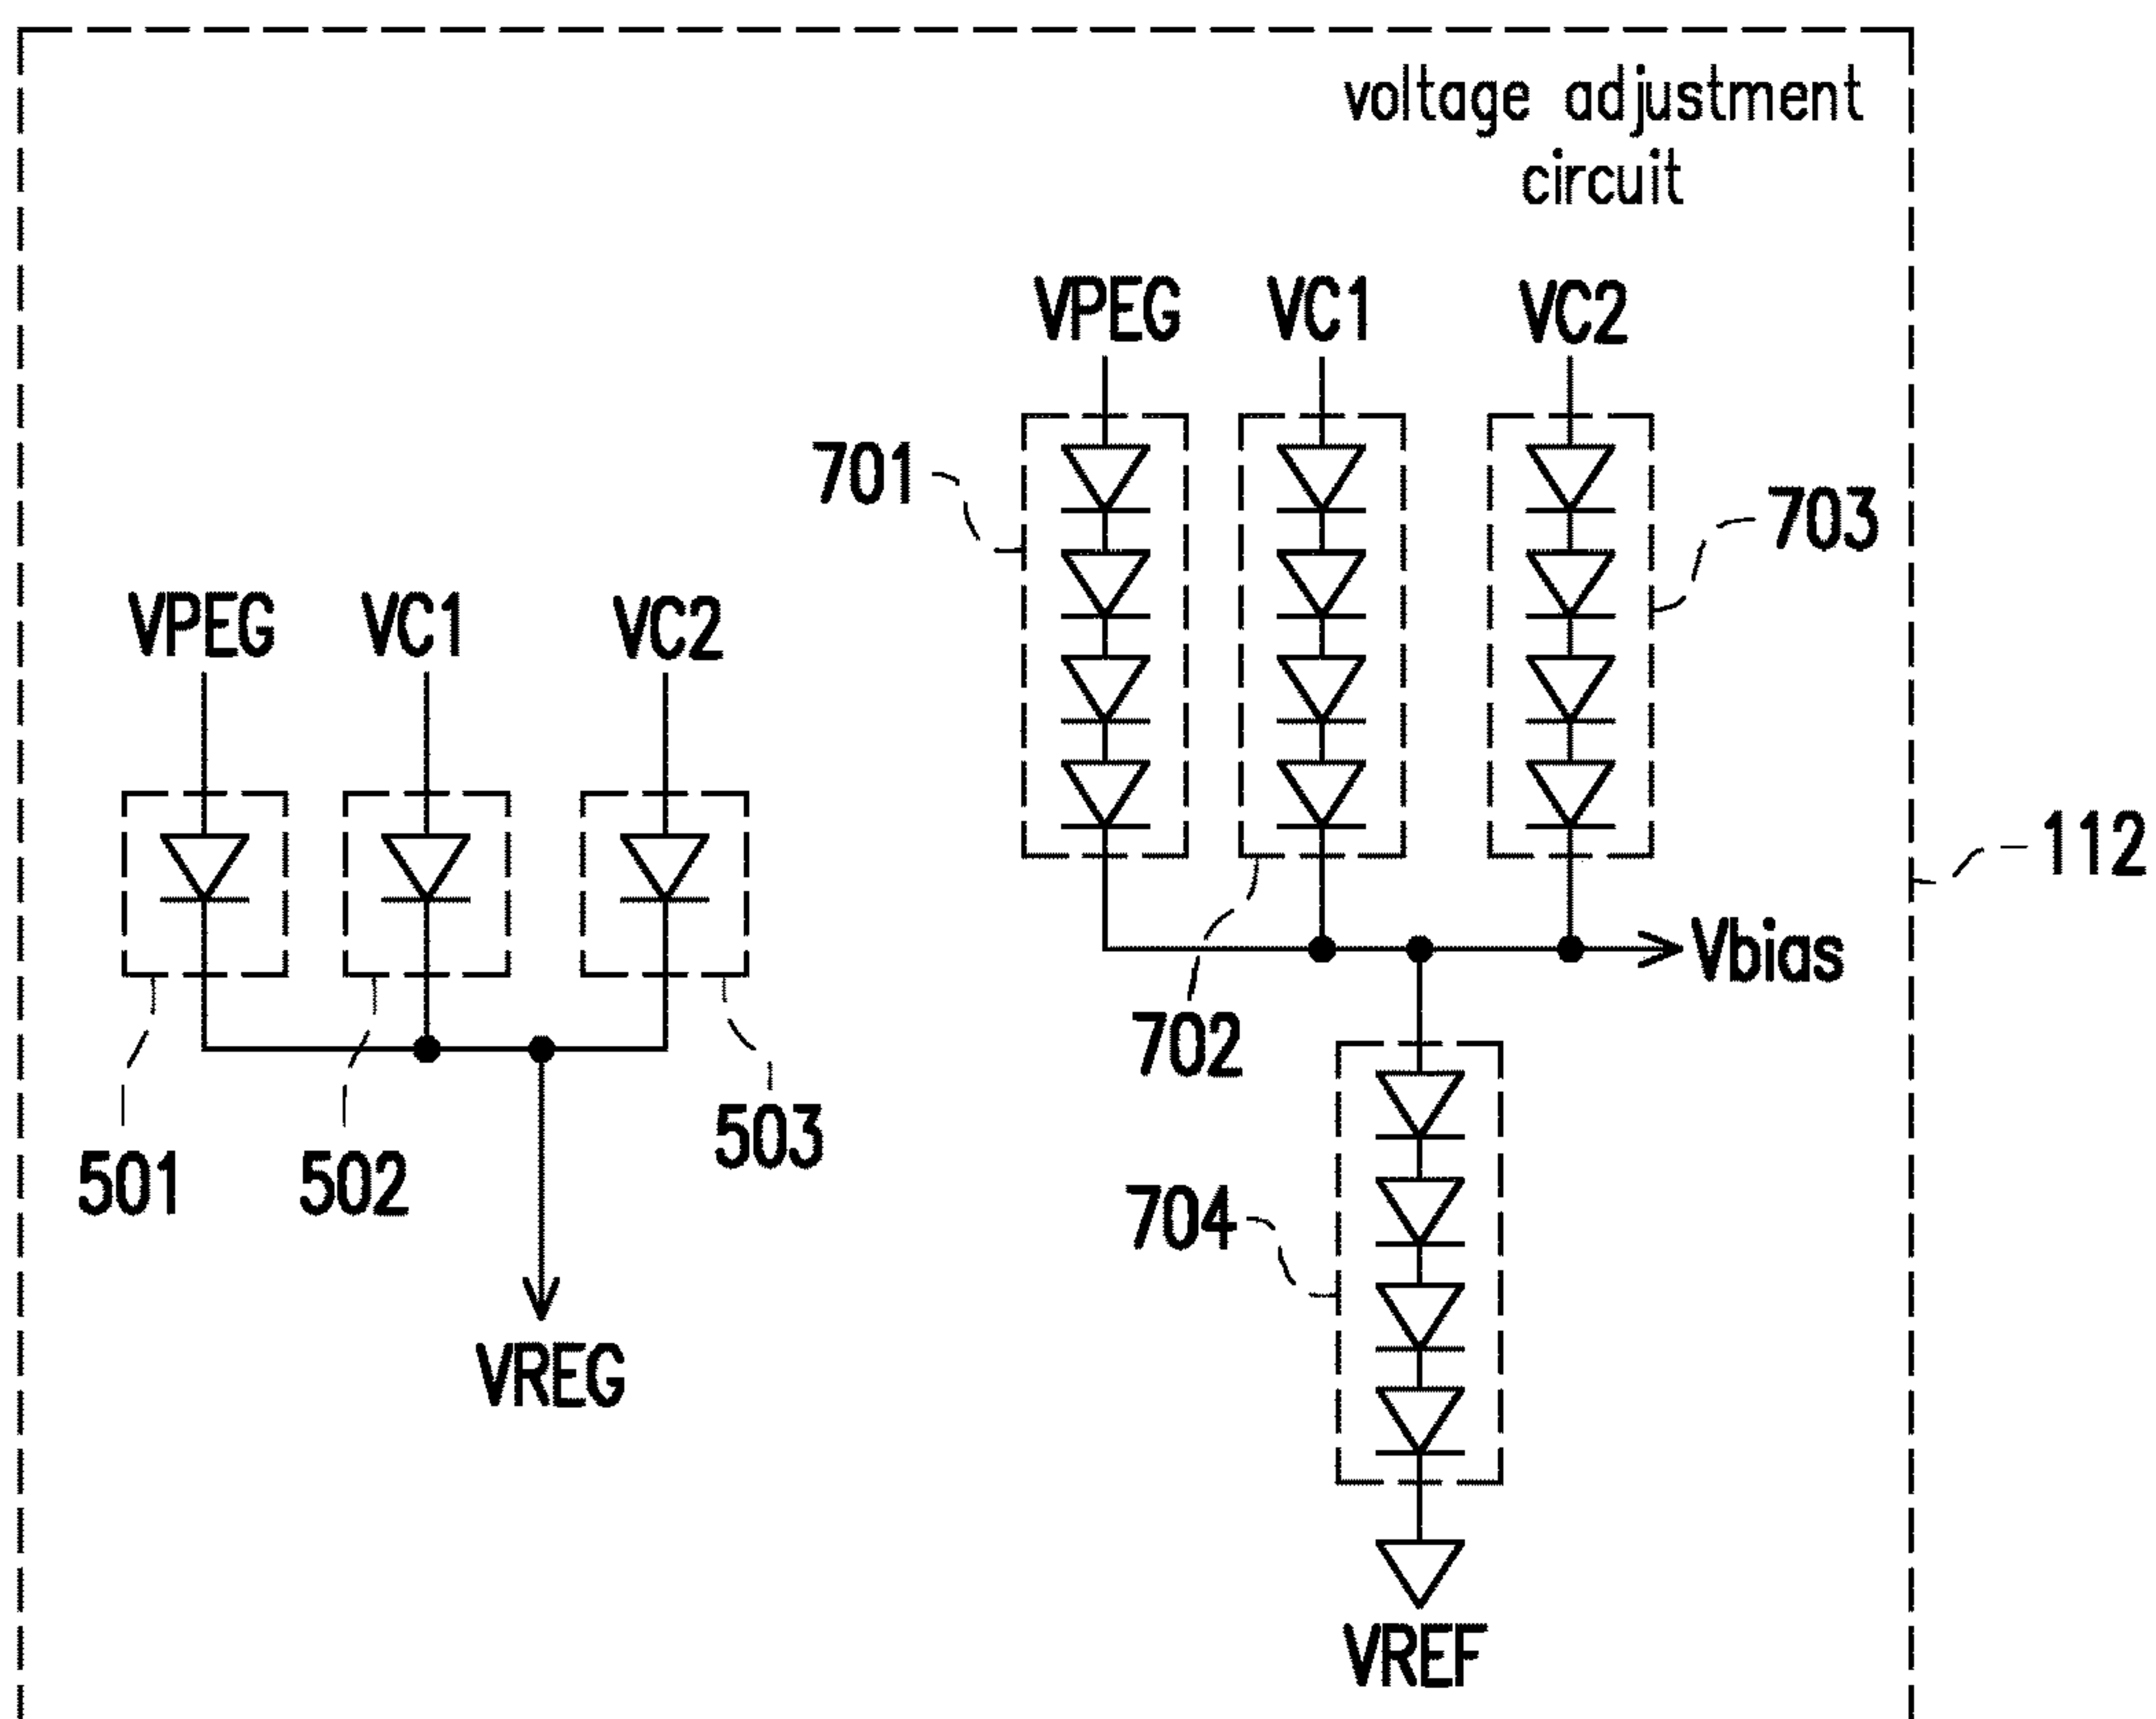 voltage adjustment
circuit
VPEG VC1 VC2
701
703
VPEG VC1 VC2
112
Vbias
702
503
501 502
704
VREG
VREF